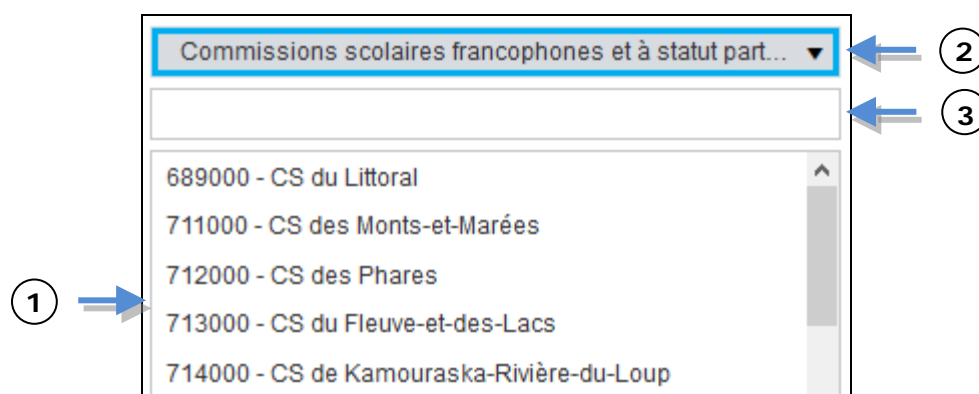 Commissions scolaires francophones et à statut part... ▼
2
3
689000 - CS du Littoral
711000 - CS des Monts-et-Marées
712000 - CS des Phares
1
713000 - CS du Fleuve-et-des-Lacs
714000 - CS de Kamouraska-Rivière-du-Loup